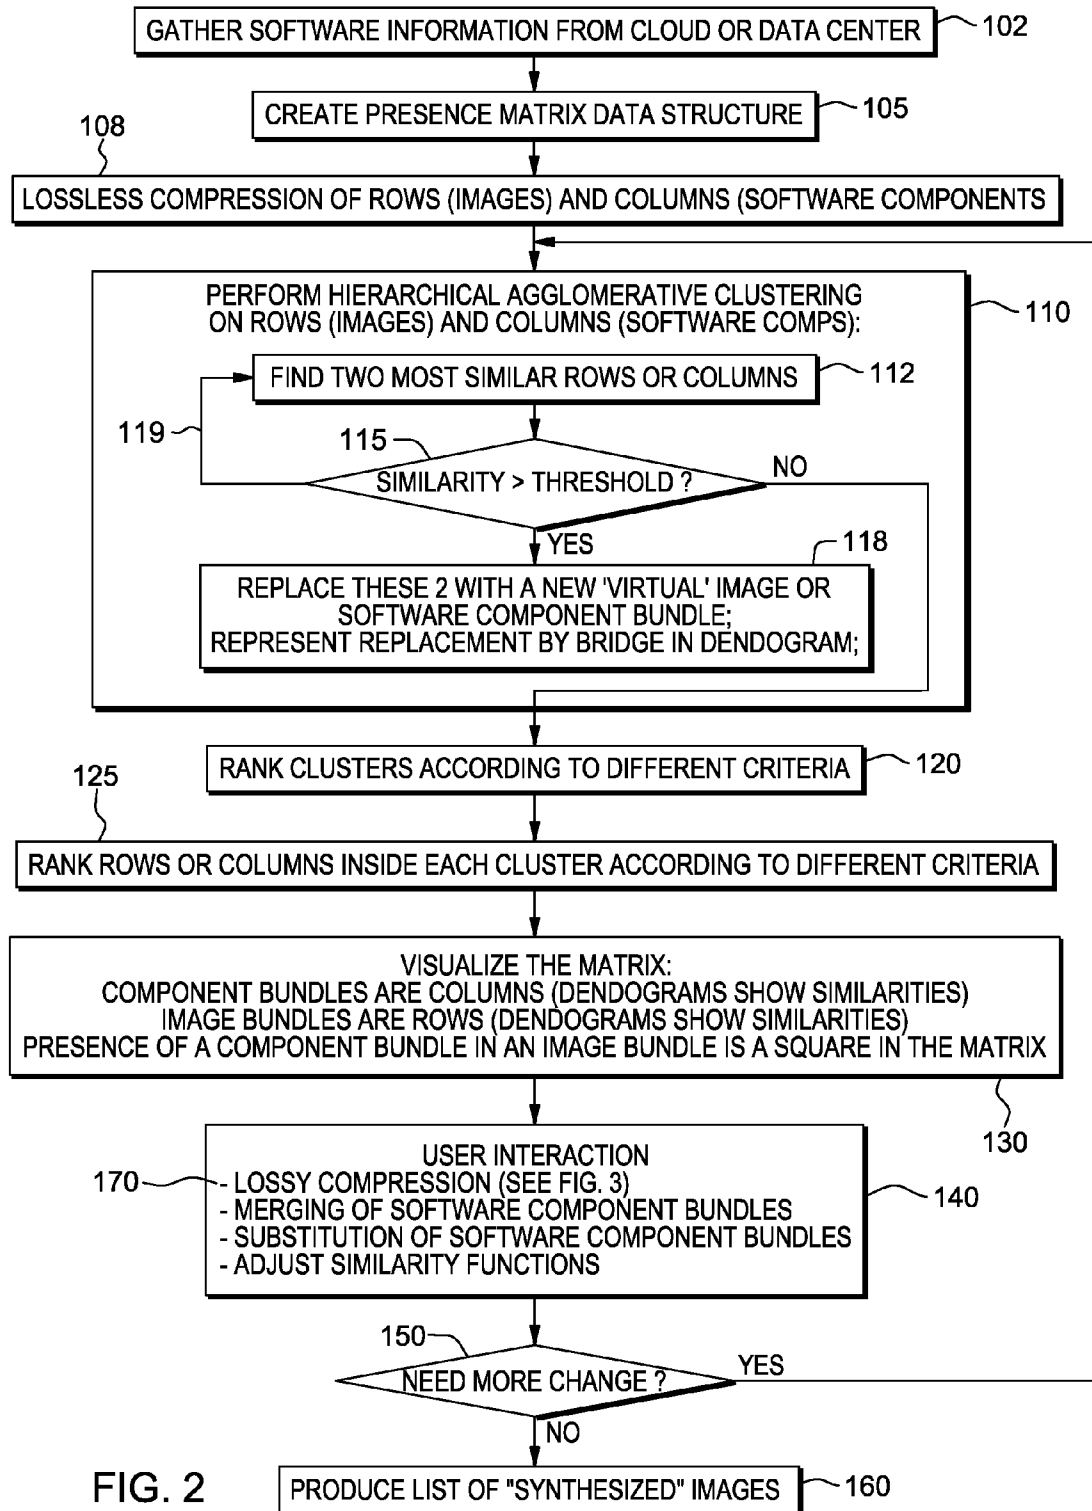 GATHER SOFTWARE INFORMATION FROM CLOUD OR DATA CENTER
102
CREATE PRESENCE MATRIX DATA STRUCTURE
105
108
LOSSLESS COMPRESSION OF ROWS (IMAGES) AND COLUMNS (SOFTWARE COMPONENTS
PERFORM HIERARCHICAL AGGLOMERATIVE CLUSTERING
ON ROWS (IMAGES) AND COLUMNS (SOFTWARE COMPS):
110
FIND TWO MOST SIMILAR ROWS OR COLUMNS
112
119
115
SIMILARITY > THRESHOLD ?
NO
YES
118
REPLACE THESE 2 WITH A NEW 'VIRTUAL' IMAGE OR
SOFTWARE COMPONENT BUNDLE;
REPRESENT REPLACEMENT BY BRIDGE IN DENDOGRAM;
RANK CLUSTERS ACCORDING TO DIFFERENT CRITERIA
120
125
RANK ROWS OR COLUMNS INSIDE EACH CLUSTER ACCORDING TO DIFFERENT CRITERIA
VISUALIZE THE MATRIX:
COMPONENT BUNDLES ARE COLUMNS (DENDOGRAMS SHOW SIMILARITIES)
IMAGE BUNDLES ARE ROWS (DENDOGRAMS SHOW SIMILARITIES)
PRESENCE OF A COMPONENT BUNDLE IN AN IMAGE BUNDLE IS A SQUARE IN THE MATRIX
130
USER INTERACTION
170
- LOSSY COMPRESSION (SEE FIG. 3)
- MERGING OF SOFTWARE COMPONENT BUNDLES
- SUBSTITUTION OF SOFTWARE COMPONENT BUNDLES
- ADJUST SIMILARITY FUNCTIONS
140
150
NEED MORE CHANGE ?
YES
NO
FIG. 2
PRODUCE LIST OF "SYNTHESIZED" IMAGES
160